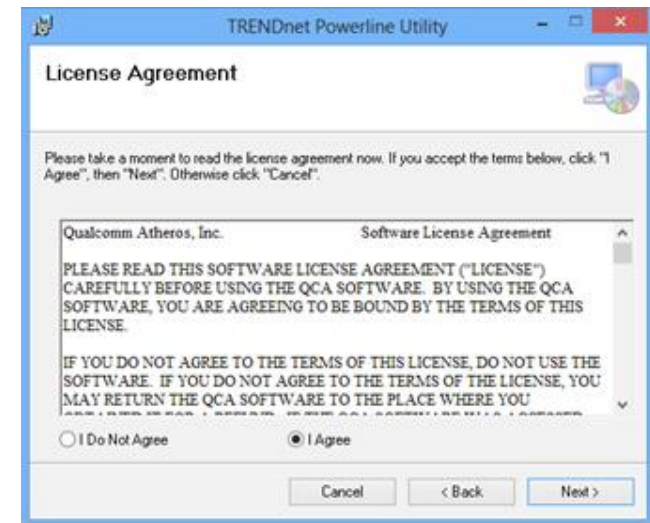 TRENDnet Powerline Utility
License Agreement
Please take a moment to read the license agreement now. If you accept the terms below, click "I
Agree", then "Next". Otherwise click "Cancel".
Qualcomm Atheros, Inc. Software License Agreement
PLEASE READ THIS SOFTWARE LICENSE AGREEMENT ("LICENSE")
CAREFULLY BEFORE USING THE QCA SOFTWARE. BY USING THE QCA
SOFTWARE, YOU ARE AGREEING TO BE BOUND BY THE TERMS OF THIS
LICENSE.
IF YOU DO NOT AGREE TO THE TERMS OF THIS LICENSE, DO NOT USE THE
SOFTWARE. IF YOU DO NOT AGREE TO THE TERMS OF THE LICENSE, YOU
MAY RETURN THE QCA SOFTWARE TO THE PLACE WHERE YOU
I Do Not Agree I Agree
Cancel < Back Next >